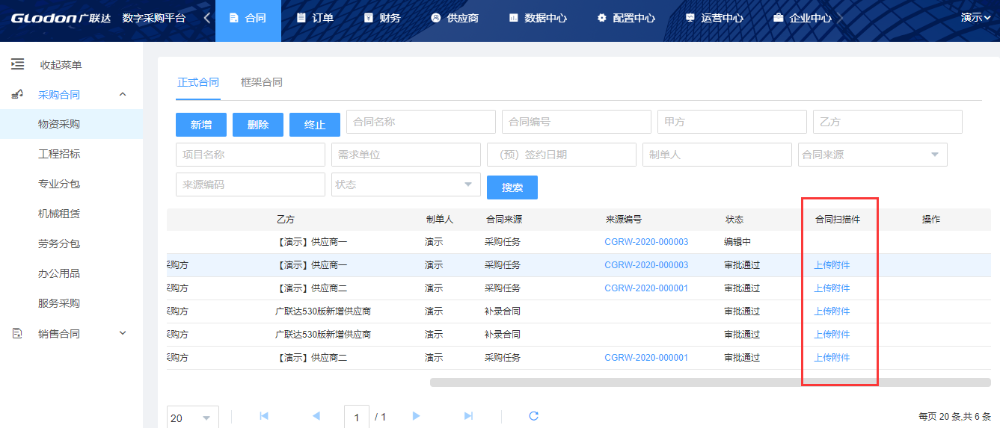 GLodon广联达 数字采购平台 合同 订单 财务 供应商 数据中心 配置中心 运营中心 企业中心 演示
收起菜单
采购合同
物资采购
工程招标
专业分包
机械租赁
劳务分包
办公用品
服务采购
销售合同
正式合同 框架合同
新增 删除 终止 合同名称 合同编号 甲方 乙方
项目名称 需求单位 （预）签约日期 制单人 合同来源
来源编码 状态 搜索
乙方 制单人 合同来源 来源编号 状态 合同扫描件 操作
【演示】供应商一 演示 采购任务 CGRW-2020-000003 编辑中
采购方 【演示】供应商一 演示 采购任务 CGRW-2020-000003 审批通过 上传附件
采购方 【演示】供应商二 演示 采购任务 CGRW-2020-000001 审批通过 上传附件
采购方 广联达530版新增供应商 演示 补录合同 审批通过 上传附件
采购方 广联达530版新增供应商 演示 补录合同 审批通过 上传附件
采购方 【演示】供应商二 演示 采购任务 CGRW-2020-000001 审批通过 上传附件
20 1 / 1 每页 20 条,共 6 条